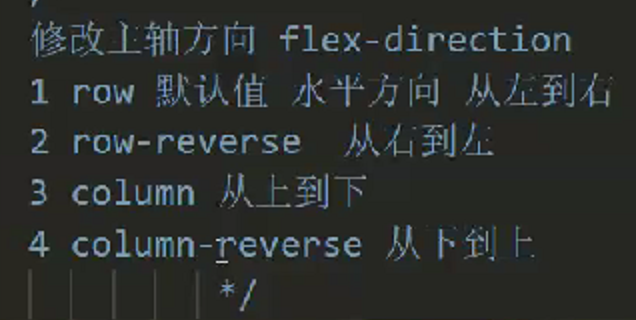 修改主轴方向 flex-direction
1 row 默认值 水平方向 从左到右
2 row-reverse 从右到左
3 column 从上到下
4 column-reverse 从下到上
*/